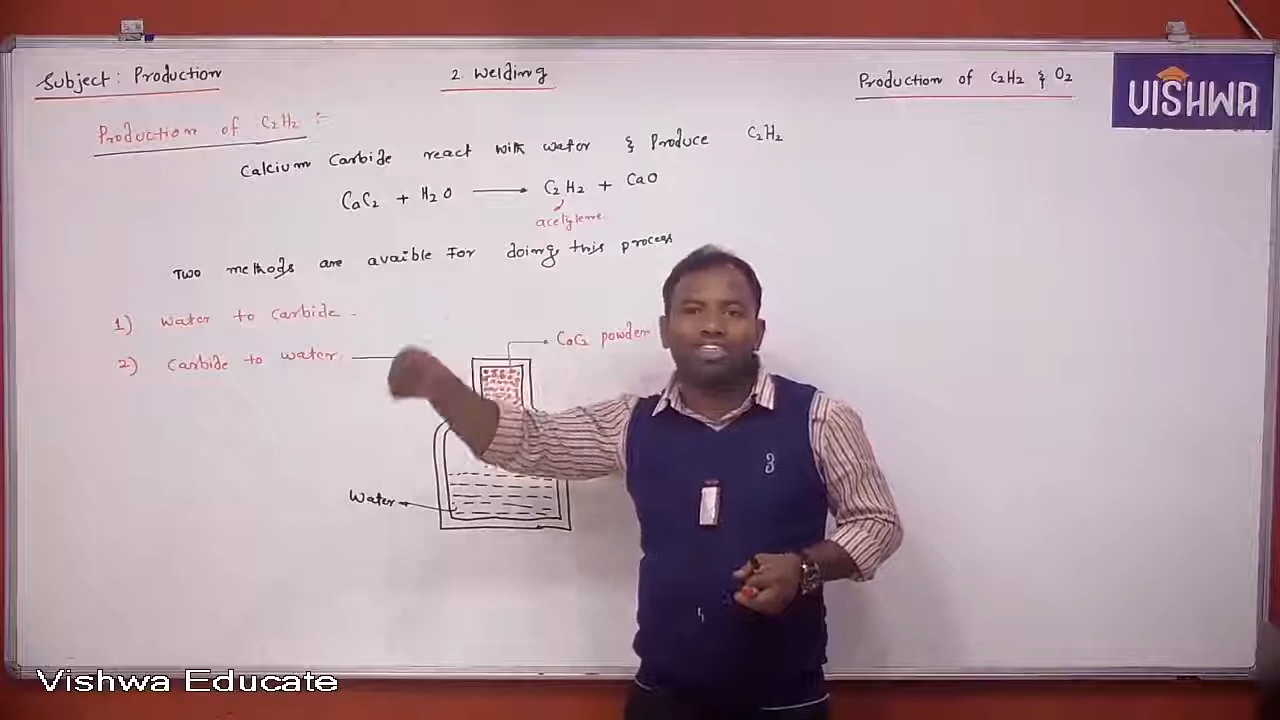 Subject: Production
2. Welding
Production of C2H2 & O2
VISHWA
Production of C2H2 :-
Calcium Carbide react with water & Produce C2H2
CaC2 + H2O → C2H2 + CaO
acetylene
Two methods are avaible For doing this process
1) Water to carbide -
2) Carbide to water
CaC2 powder
Water
3
Vishwa Educate